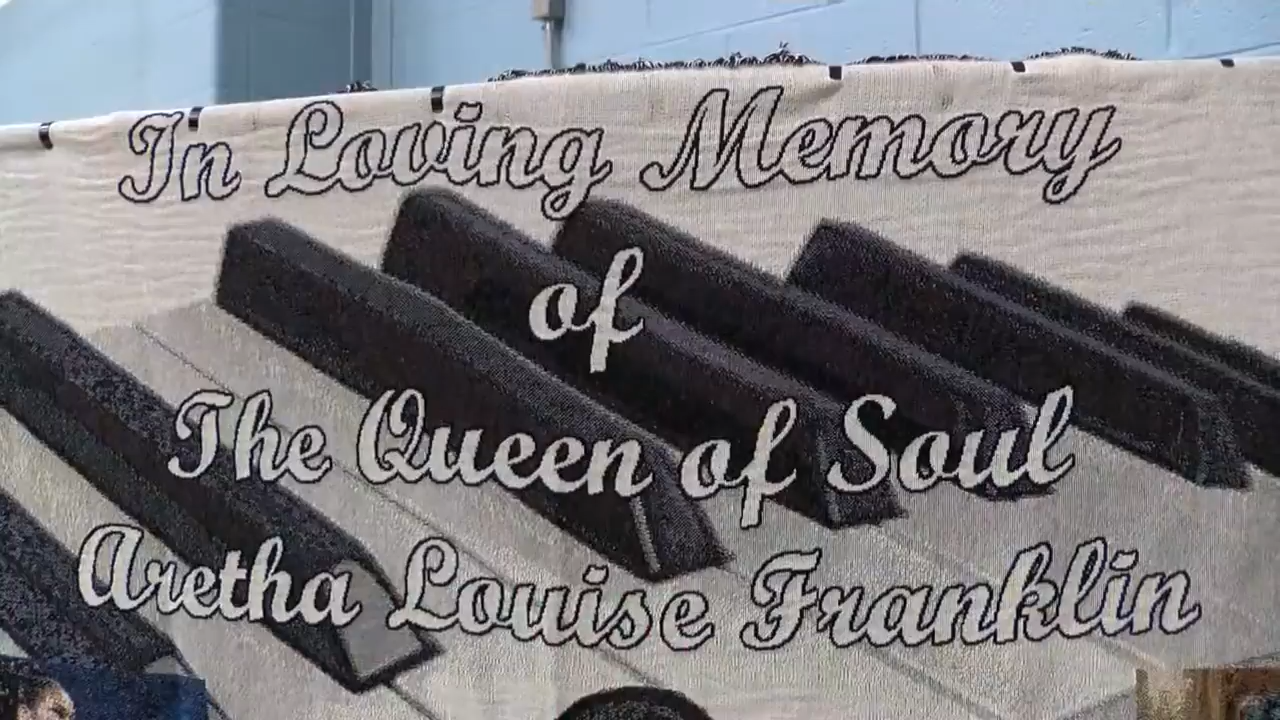 In Loving Memory
of
The Queen of Soul
Aretha Louise Franklin